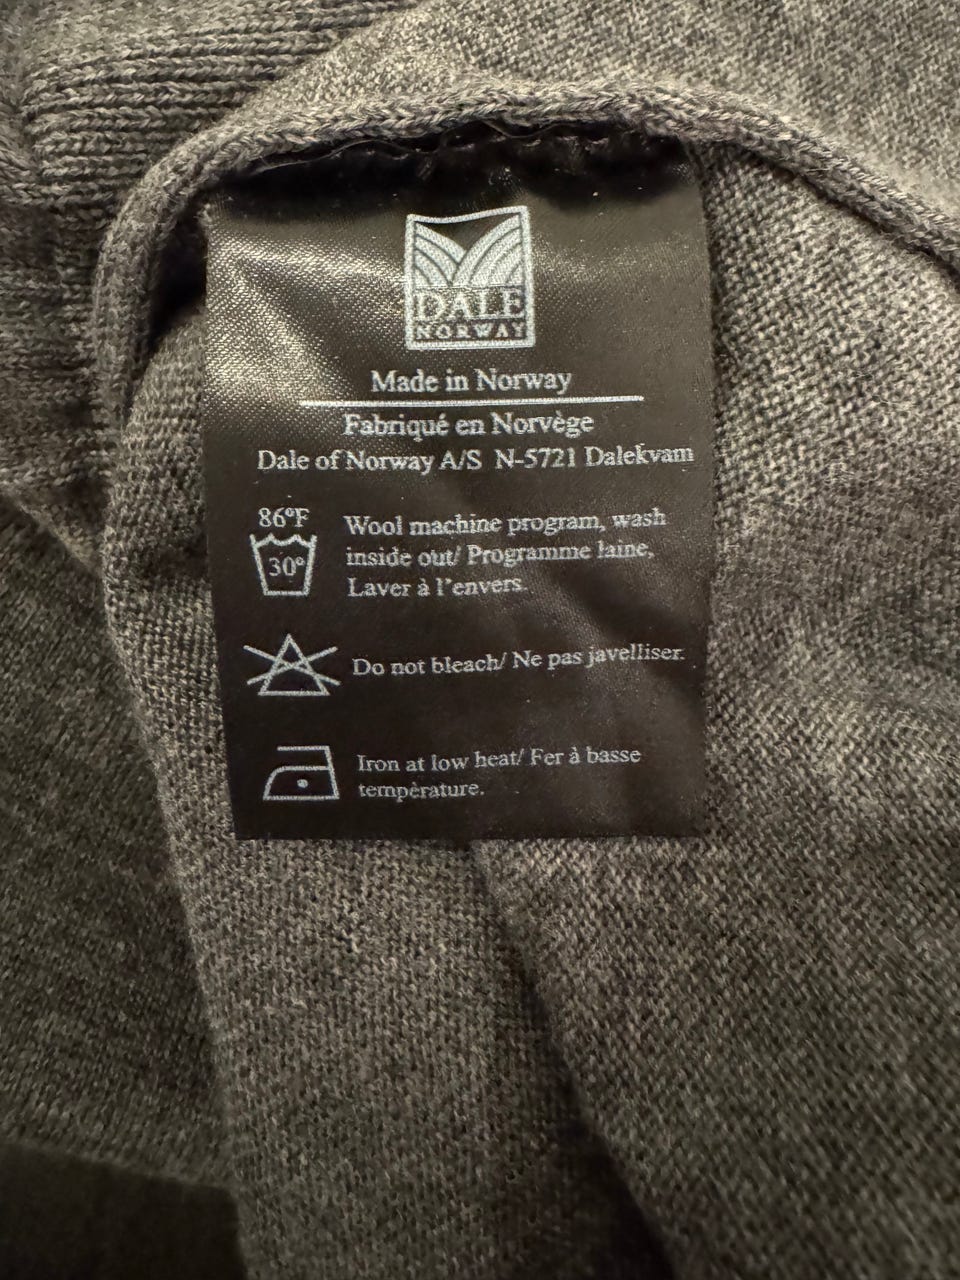 DALE
NORWAY
Made in Norway
Fabriqué en Norvège
Dale of Norway A/S N-5721 Dalekvam
86°F
30°
Wool machine program, wash
inside out/ Programme laine,
Laver à l'envers.
Do not bleach/ Ne pas javelliser.
Iron at low heat/ Fer à basse
tempèrature.